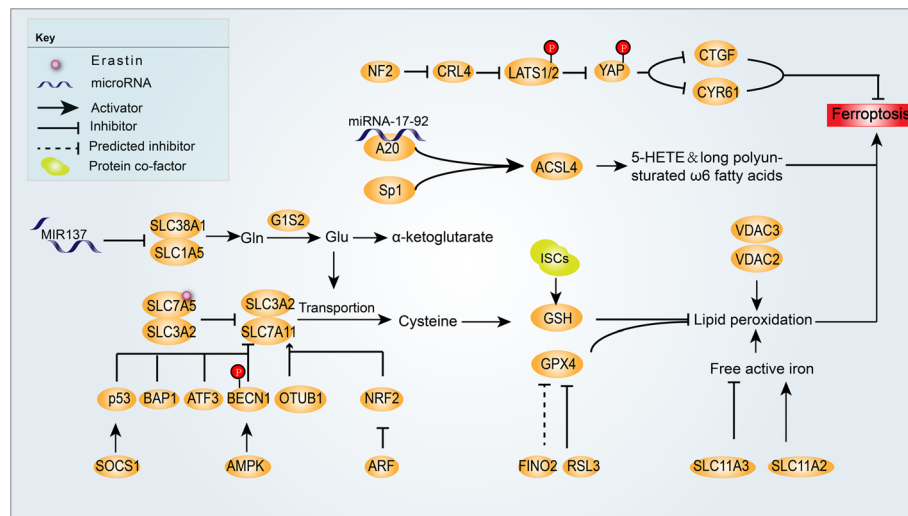 Key
Erastin
microRNA
Activator
Inhibitor
Predicted inhibitor
Protein co-factor
P
P
NF2
CRL4
LATS1/2
YAP
CTGF
CYR61
Ferroptosis
miRNA-17-92
A20
Sp1
ACSL4
5-HETE & long polyun-
sturated ω6 fatty acids
MIR137
SLC38A1
SLC1A5
Gln
G1S2
Glu
α-ketoglutarate
ISCs
VDAC3
VDAC2
SLC7A5
SLC3A2
SLC3A2
SLC7A11
Transportion
Cysteine
GSH
Lipid peroxidation
GPX4
Free active iron
P
p53
BAP1
ATF3
BECN1
OTUB1
NRF2
SOCS1
AMPK
ARF
FINO2
RSL3
SLC11A3
SLC11A2